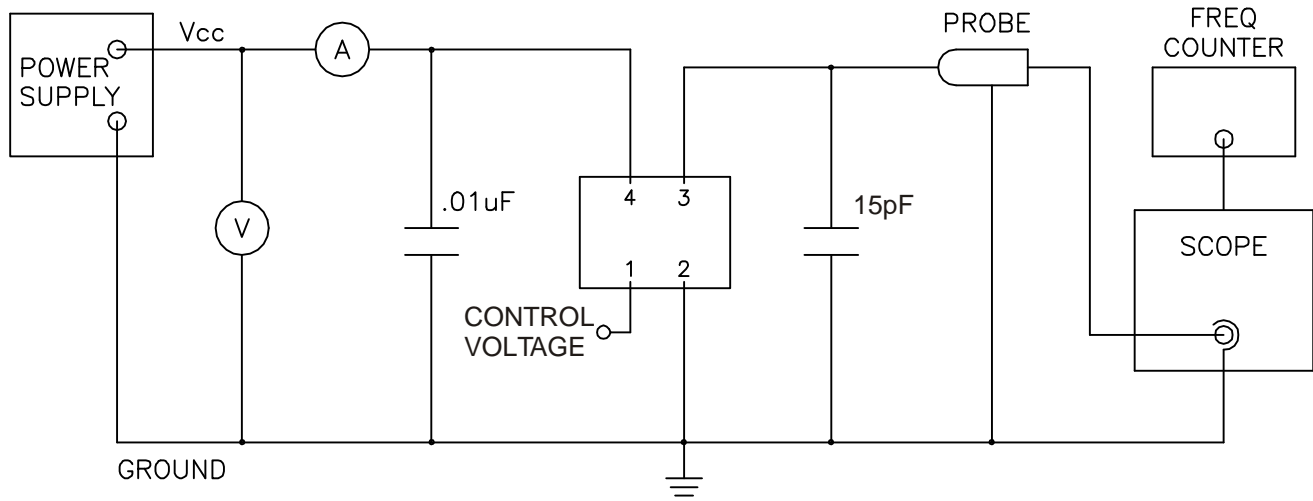 POWER
SUPPLY
Vcc
A
V
.01uF
4 3
1 2
CONTROL
VOLTAGE
15pF
PROBE
FREQ
COUNTER
SCOPE
GROUND